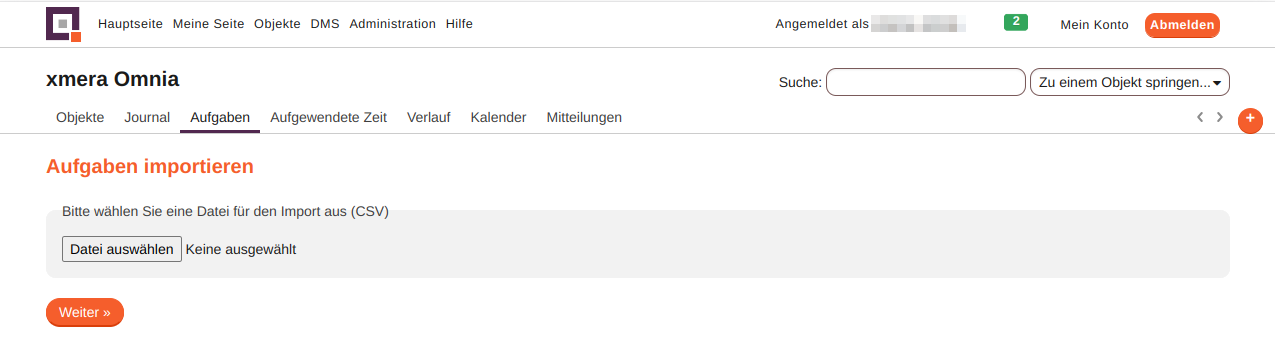 Hauptseite Meine Seite Objekte DMS Administration Hilfe
Angemeldet als 2 Mein Konto Abmelden
xmera Omnia
Suche: Zu einem Objekt springen...
Objekte Journal Aufgaben Aufgewendete Zeit Verlauf Kalender Mitteilungen
+
Aufgaben importieren
Bitte wählen Sie eine Datei für den Import aus (CSV)
Datei auswählen Keine ausgewählt
Weiter »